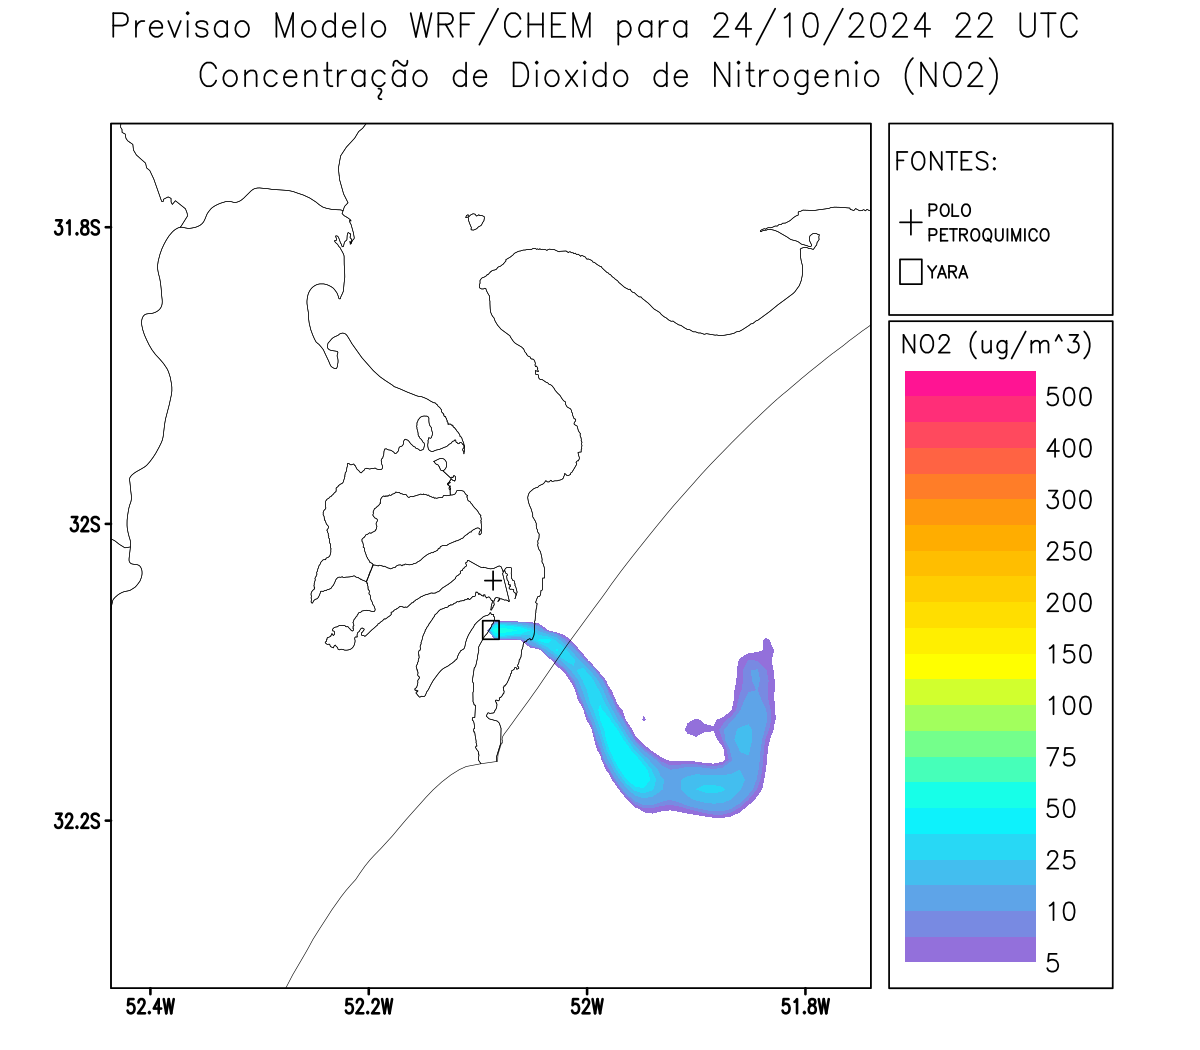 Previsao Modelo WRF/CHEM para 24/10/2024 22 UTC
Concentração de Dioxido de Nitrogenio (NO2)
FONTES:
POLO
PETROQUIMICO
YARA
NO2 (ug/m^3)
500
400
300
250
200
150
100
75
50
25
10
5
31.8S
32S
32.2S
52.4W
52.2W
52W
51.8W